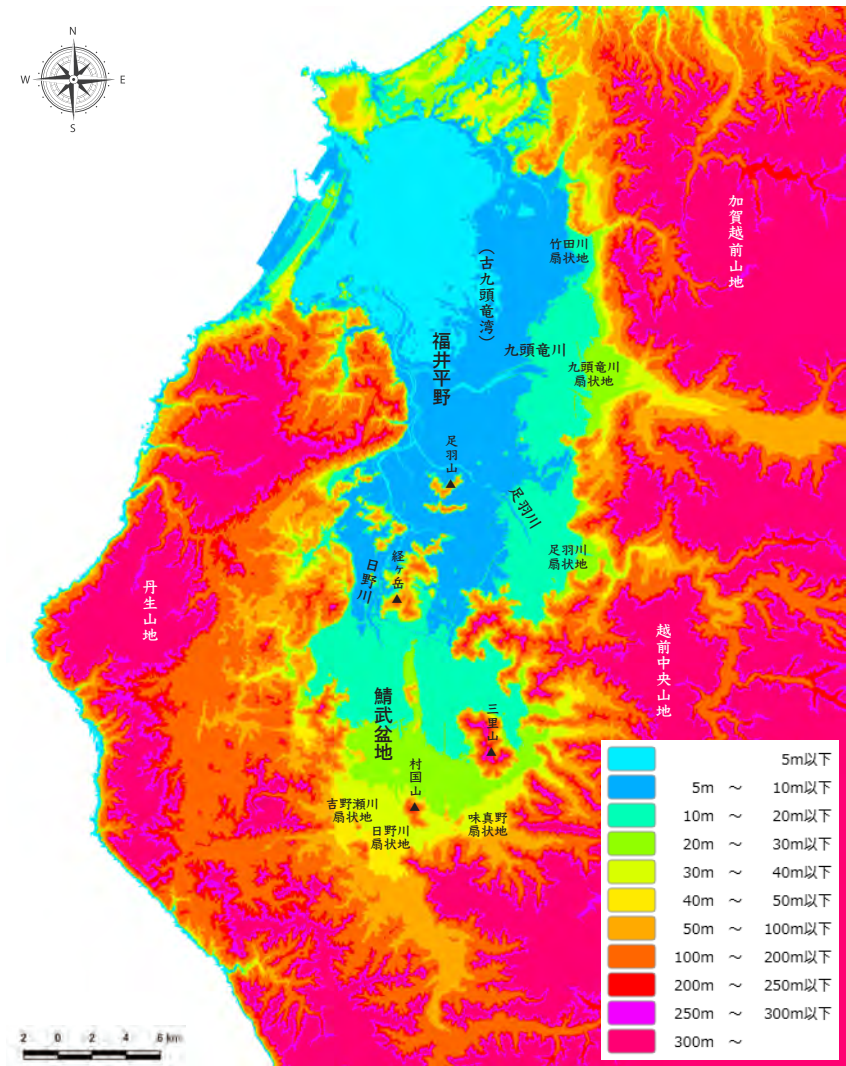 N
W
E
S
加賀越前山地
竹田川
扇状地
(古九頭竜湾)
福井平野
九頭竜川
九頭竜川
扇状地
足羽山
足羽川
足羽川
扇状地
経ヶ岳
日野川
丹生山地
越前中央山地
鯖武盆地
三里山
村国山
吉野瀬川
扇状地
日野川
扇状地
味真野
扇状地
5m以下
5m ～ 10m以下
10m ～ 20m以下
20m ～ 30m以下
30m ～ 40m以下
40m ～ 50m以下
50m ～ 100m以下
100m ～ 200m以下
200m ～ 250m以下
250m ～ 300m以下
300m ～
2 0 2 4 6 km